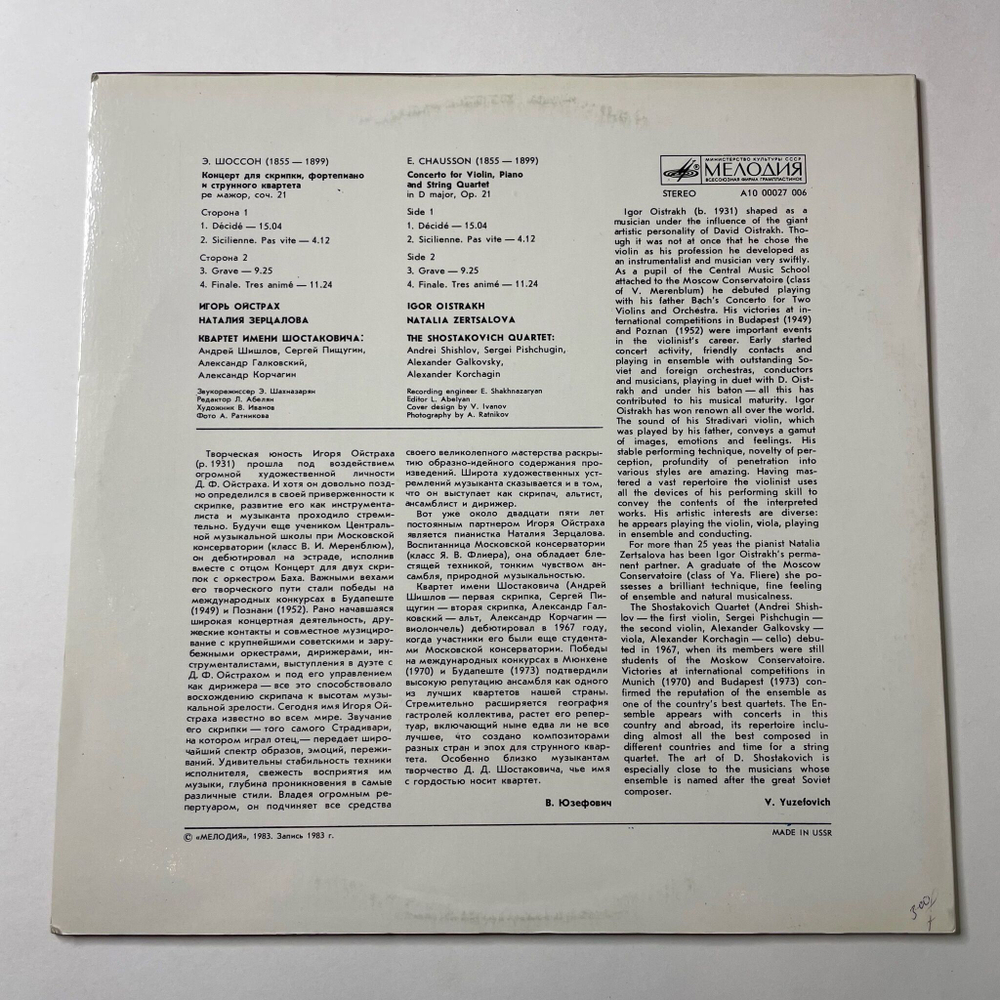 Э. ШОССОН (1855 — 1899)
Концерт для скрипки, фортепиано
и струнного квартета
ре мажор, соч. 21
Сторона 1
1. Décidé — 15.04
2. Sicilienne. Pas vite — 4.12
Сторона 2
3. Grave — 9.25
4. Finale. Tres animé — 11.24
ИГОРЬ ОЙСТРАХ
НАТАЛИЯ ЗЕРЦАЛОВА
КВАРТЕТ ИМЕНИ ШОСТАКОВИЧА:
Андрей Шишлов, Сергей Пищугин,
Александр Галковский,
Александр Корчагин
Звукорежиссер Э. Шахназарян
Редактор Л. Абелян
Художник В. Иванов
Фото А. Ратникова
E. CHAUSSON (1855 — 1899)
Concerto for Violin, Piano
and String Quartet
in D major, Op. 21
Side 1
1. Décidé — 15.04
2. Sicilienne. Pas vite — 4.12
Side 2
3. Grave — 9.25
4. Finale. Tres animé — 11.24
IGOR OISTRAKH
NATALIA ZERTSALOVA
THE SHOSTAKOVICH QUARTET:
Andrei Shishlov, Sergei Pishchugin,
Alexander Galkovsky,
Alexander Korchagin
Recording engineer E. Shakhnazaryan
Editor L. Abelyan
Cover design by V. Ivanov
Photography by A. Ratnikov
МИНИСТЕРСТВО КУЛЬТУРЫ СССР
МЕЛОДИЯ
ВСЕСОЮЗНАЯ ФИРМА ГРАМПЛАСТИНОК
STEREO A10 00027 006
Творческая юность Игоря Ойстраха
(р. 1931) прошла под воздействием
огромной художественной личности
Д. Ф. Ойстраха. И хотя он довольно позд-
но определился в своей приверженности к
скрипке, развитие его как инструмента-
листа и музыканта проходило стреми-
тельно. Будучи еще учеником Централь-
ной музыкальной школы при Московской
консерватории (класс В. И. Меренблюм),
он дебютировал на эстраде, исполнив
вместе с отцом Концерт для двух скри-
пок с оркестром Баха. Важными вехами
его творческого пути стали победы на
международных конкурсах в Будапеште
(1949) и Познани (1952). Рано начавшаяся
широкая концертная деятельность, дру-
жеские контакты и совместное музициро-
вание с крупнейшими советскими и зару-
бежными оркестрами, дирижерами, ин-
струменталистами, выступления в дуэте с
Д. Ф. Ойстрахом и под его управлением
как дирижера — все это способствовало
восхождению скрипача к высотам музы-
кальной зрелости. Сегодня имя Игоря Ой-
страха известно во всем мире. Звучание
его скрипки — того самого Страдивари,
на котором играл отец,— передает широ-
чайший спектр образов, эмоций, пережи-
ваний. Удивительны стабильность техники
исполнителя, свежесть восприятия им
музыки, глубина проникновения в самые
различные стили. Владея огромным ре-
пертуаром, он подчиняет все средства
своего великолепного мастерства раскры-
тию образно-идейного содержания про-
изведений. Широта художественных уст-
ремлений музыканта сказывается и в том,
что он выступает как скрипач, альтист,
ансамблист и дирижер.
Вот уже около двадцати пяти лет
постоянным партнером Игоря Ойстраха
является пианистка Наталия Зерцалова.
Воспитанница Московской консерватории
(класс Я. В. Флиера), она обладает бле-
стящей техникой, тонким чувством ан-
самбля, природной музыкальностью.
Квартет имени Шостаковича (Андрей
Шишлов — первая скрипка, Сергей Пи-
щугин — вторая скрипка, Александр Гал-
ковский — альт, Александр Корчагин —
виолончель) дебютировал в 1967 году,
когда участники его были еще студента-
ми Московской консерватории. Победы
на международных конкурсах в Мюнхене
(1970) и Будапеште (1973) подтвердили
высокую репутацию ансамбля как одного
из лучших квартетов нашей страны.
Стремительно расширяется география
гастролей коллектива, растет его репер-
туар, включающий ныне едва ли не все
лучшее, что создано композиторами
разных стран и эпох для струнного квар-
тета. Особенно близко музыкантам
творчество Д. Д. Шостаковича, чье имя
с гордостью носит квартет.
В. Юзефович
Igor Oistrakh (b. 1931) shaped as a
musician under the influence of the giant
artistic personality of David Oistrakh. Tho-
ugh it was not at once that he chose the
violin as his profession he developed as
an instrumentalist and musician very swiftly.
As a pupil of the Central Music School
attached to the Moscow Conservatoire (class
of V. Merenblum) he debuted playing
with his father Bach's Concerto for Two
Violins and Orchestra. His victories at in-
ternational competitions in Budapest (1949)
and Poznan (1952) were important events
in the violinist's career. Early started
concert activity, friendly contacts and
playing in ensemble with outstanding So-
viet and foreign orchestras, conductors
and musicians, playing in duet with D. Oist-
rakh and under his baton — all this has
contributed to his musical maturity. Igor
Oistrakh has won renown all over the world.
The sound of his Stradivari violin, which
was played by his father, conveys a gamut
of images, emotions and feelings. His
stable performing technique, novelty of per-
ception, profundity of penetration into
various styles are amazing. Having mas-
tered a vast repertoire the violinist uses
all the devices of his performing skill to
convey the contents of the interpreted
works. His artistic interests are diverse:
he appears playing the violin, viola, playing
in ensemble and conducting.
For more than 25 yeas the pianist Natalia
Zertsalova has been Igor Oistrakh's perma-
nent partner. A graduate of the Moscow
Conservatoire (class of Ya. Fliere) she pos-
sesses a brilliant technique, fine feeling
of ensemble and natural musicalness.
The Shostakovich Quartet (Andrei Shish-
lov — the first violin, Sergei Pishchugin —
the second violin, Alexander Galkovsky —
viola, Alexander Korchagin — cello) debu-
ted in 1967, when its members were still
students of the Moskow Conservatoire.
Victories at international competitions in
Munich (1970) and Budapest (1973) con-
firmed the reputation of the ensemble as
one of the country's best quartets. The En-
semble appears with concerts in this
country and abroad, its repertoire inclu-
ding almost all the best composed in
different countries and time for a string
quartet. The art of D. Shostakovich is
especially close to the musicians whose
ensemble is named after the great Soviet
composer.
V. Yuzefovich
© «МЕЛОДИЯ», 1983. Запись 1983 г.
MADE IN USSR